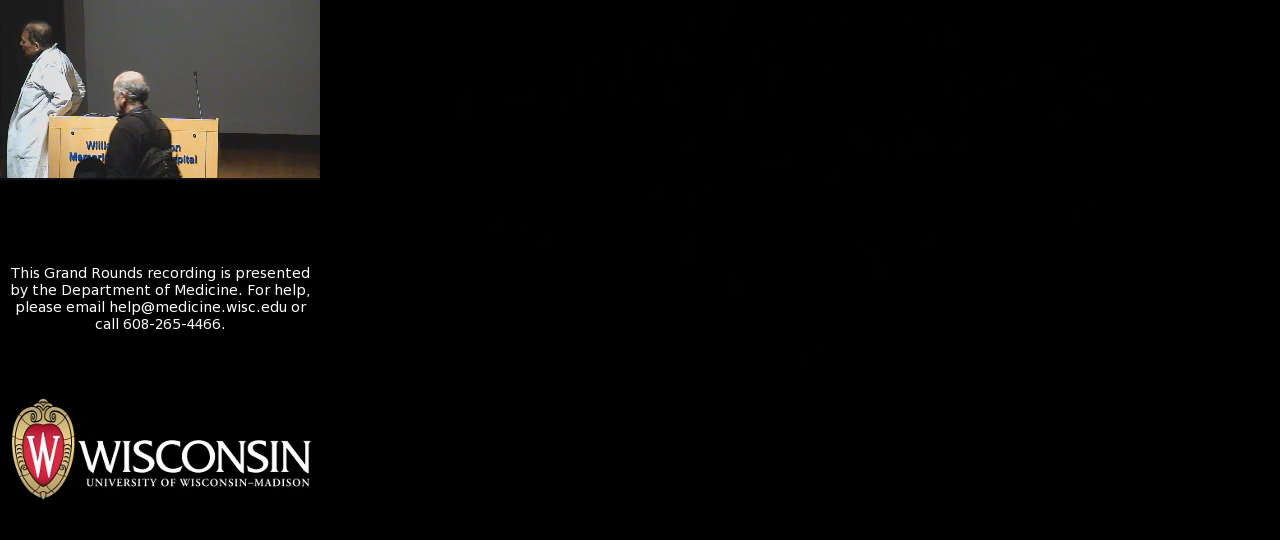 Memorial
This Grand Rounds recording is presented
by the Department of Medicine. For help,
please email help@medicine.wisc.edu or
call 608-265-4466.
W
WISCONSIN
UNIVERSITY OF WISCONSIN–MADISON